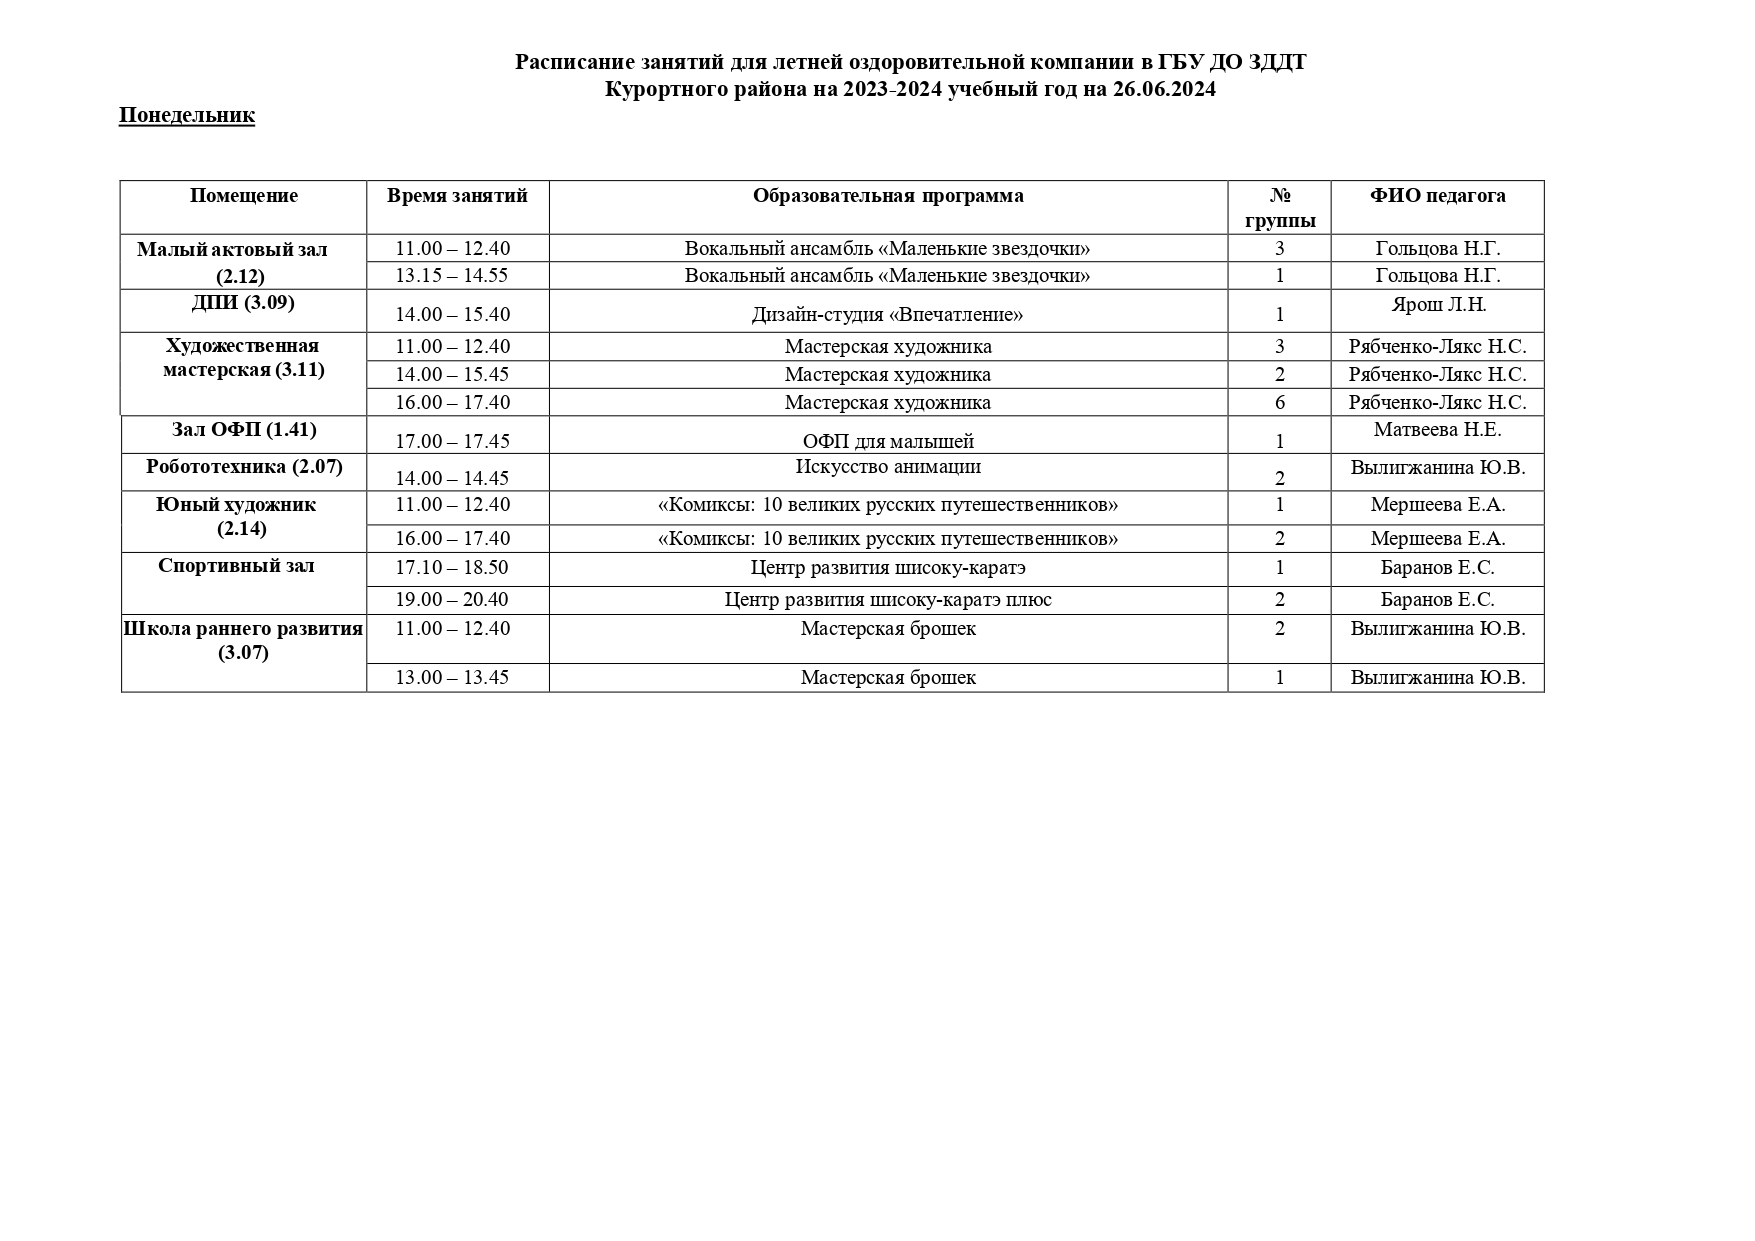 Расписание занятий для летней оздоровительной компании в ГБУ ДО ЗДДТ
Курортного района на 2023-2024 учебный год на 26.06.2024
Понедельник
Помещение Время занятий Образовательная программа № группы ФИО педагога
Малый актовый зал (2.12) 11.00 – 12.40 Вокальный ансамбль «Маленькие звездочки» 3 Гольцова Н.Г.
13.15 – 14.55 Вокальный ансамбль «Маленькие звездочки» 1 Гольцова Н.Г.
ДПИ (3.09) 14.00 – 15.40 Дизайн-студия «Впечатление» 1 Ярош Л.Н.
Художественная мастерская (3.11) 11.00 – 12.40 Мастерская художника 3 Рябченко-Лякс Н.С.
14.00 – 15.45 Мастерская художника 2 Рябченко-Лякс Н.С.
16.00 – 17.40 Мастерская художника 6 Рябченко-Лякс Н.С.
Зал ОФП (1.41) 17.00 – 17.45 ОФП для малышей 1 Матвеева Н.Е.
Робототехника (2.07) 14.00 – 14.45 Искусство анимации 2 Вылигжанина Ю.В.
Юный художник (2.14) 11.00 – 12.40 «Комиксы: 10 великих русских путешественников» 1 Мершеева Е.А.
16.00 – 17.40 «Комиксы: 10 великих русских путешественников» 2 Мершеева Е.А.
Спортивный зал 17.10 – 18.50 Центр развития шисоку-каратэ 1 Баранов Е.С.
19.00 – 20.40 Центр развития шисоку-каратэ плюс 2 Баранов Е.С.
Школа раннего развития (3.07) 11.00 – 12.40 Мастерская брошек 2 Вылигжанина Ю.В.
13.00 – 13.45 Мастерская брошек 1 Вылигжанина Ю.В.